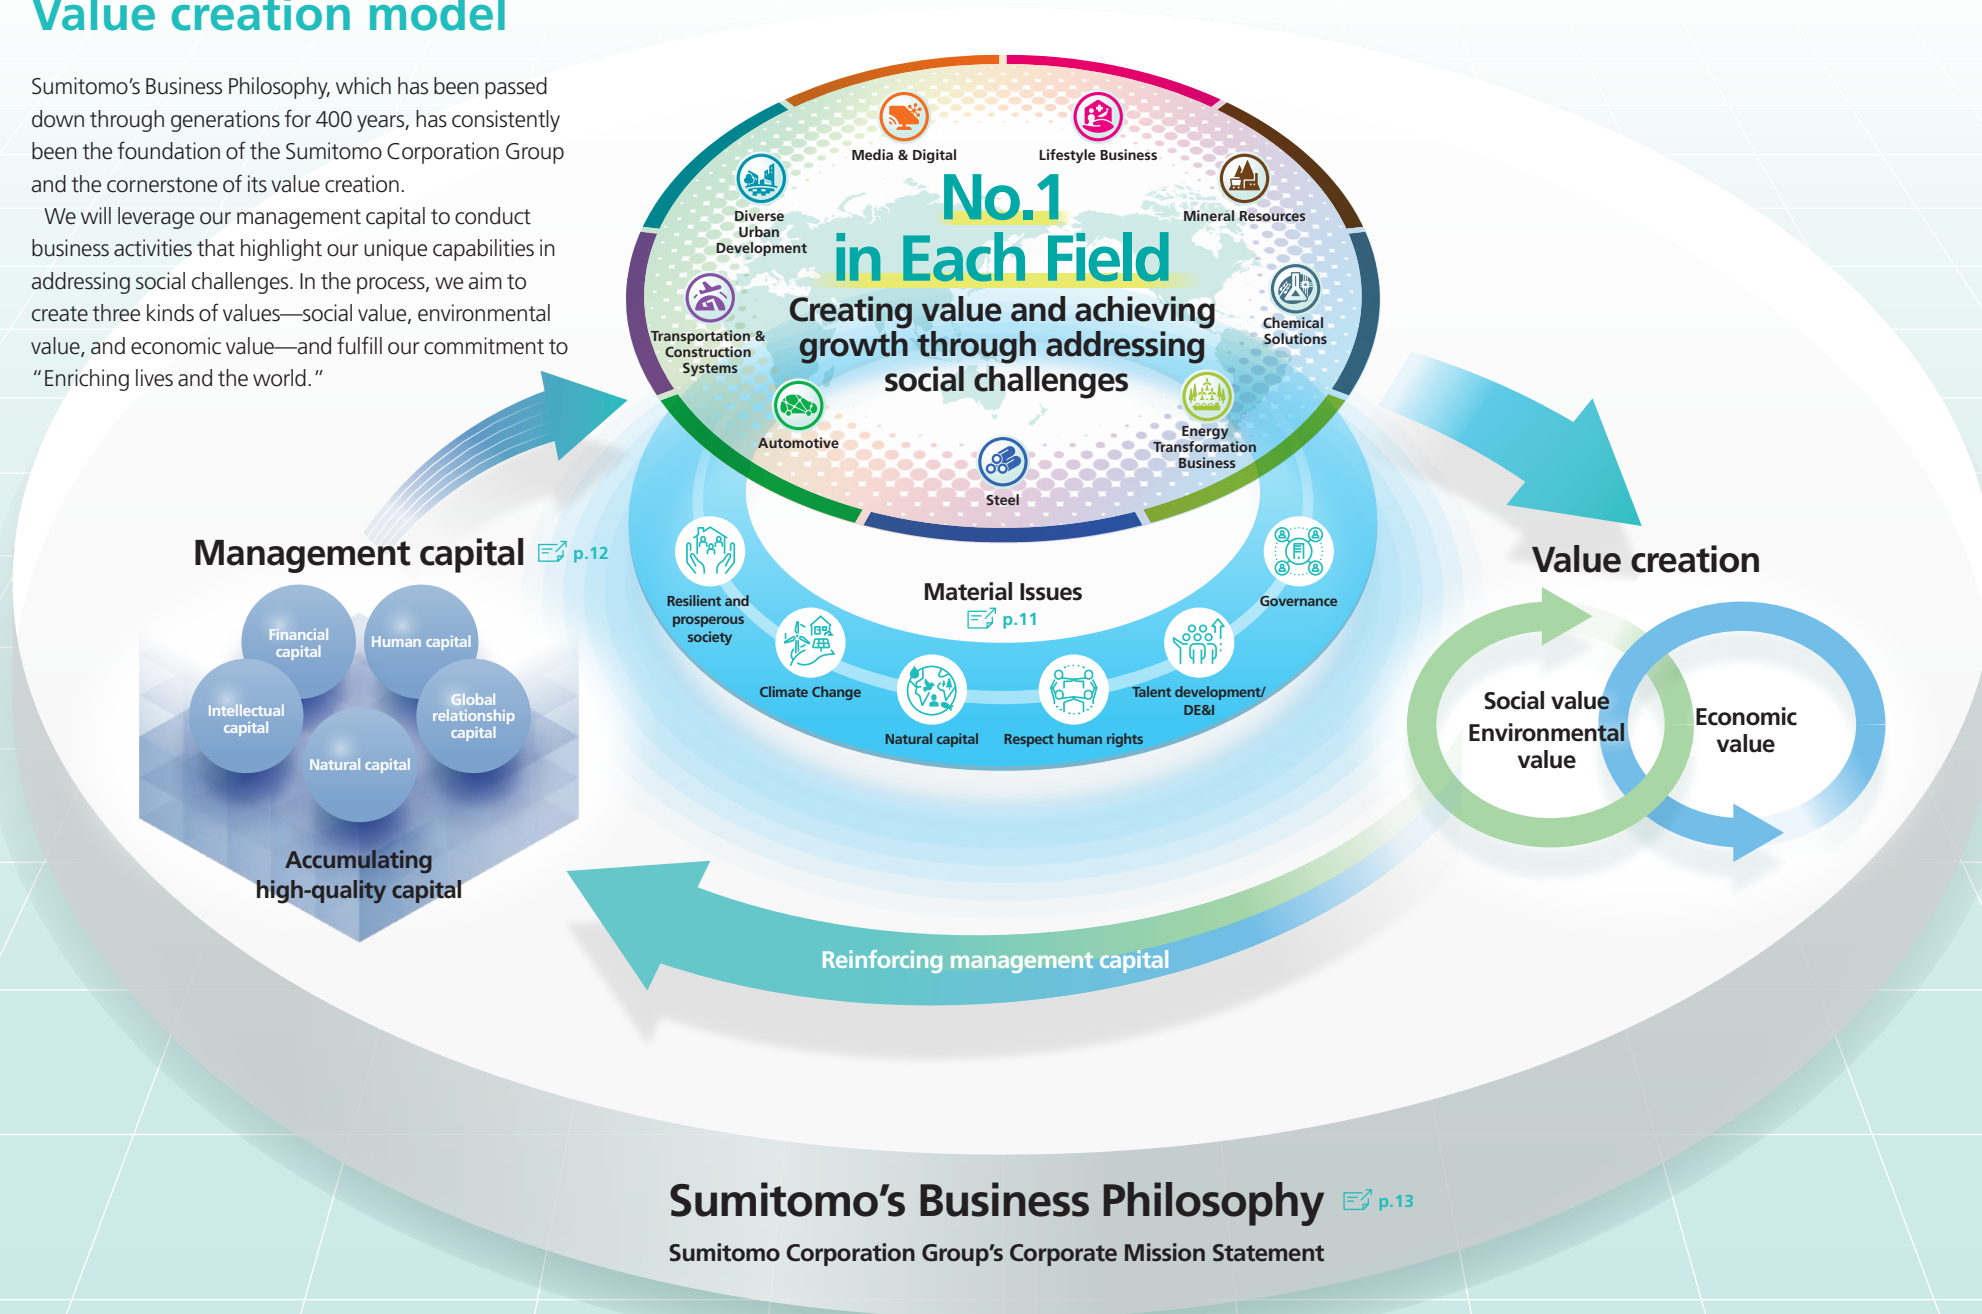 Value creation model
Sumitomo’s Business Philosophy, which has been passed
down through generations for 400 years, has consistently
been the foundation of the Sumitomo Corporation Group
and the cornerstone of its value creation.
We will leverage our management capital to conduct
business activities that highlight our unique capabilities in
addressing social challenges. In the process, we aim to
create three kinds of values—social value, environmental
value, and economic value—and fulfill our commitment to
“Enriching lives and the world.”
Media & Digital
Lifestyle Business
Diverse
Urban
Development
Mineral Resources
No.1
in Each Field
Creating value and achieving
growth through addressing
social challenges
Transportation &
Construction
Systems
Chemical
Solutions
Automotive
Energy
Transformation
Business
Steel
Management capital p.12
Financial
capital
Human capital
Intellectual
capital
Global
relationship
capital
Natural capital
Accumulating
high-quality capital
Material Issues
p.11
Resilient and
prosperous
society
Climate Change
Natural capital
Respect human rights
Talent development/
DE&I
Governance
Value creation
Social value
Environmental
value
Economic
value
Reinforcing management capital
Sumitomo’s Business Philosophy p.13
Sumitomo Corporation Group’s Corporate Mission Statement